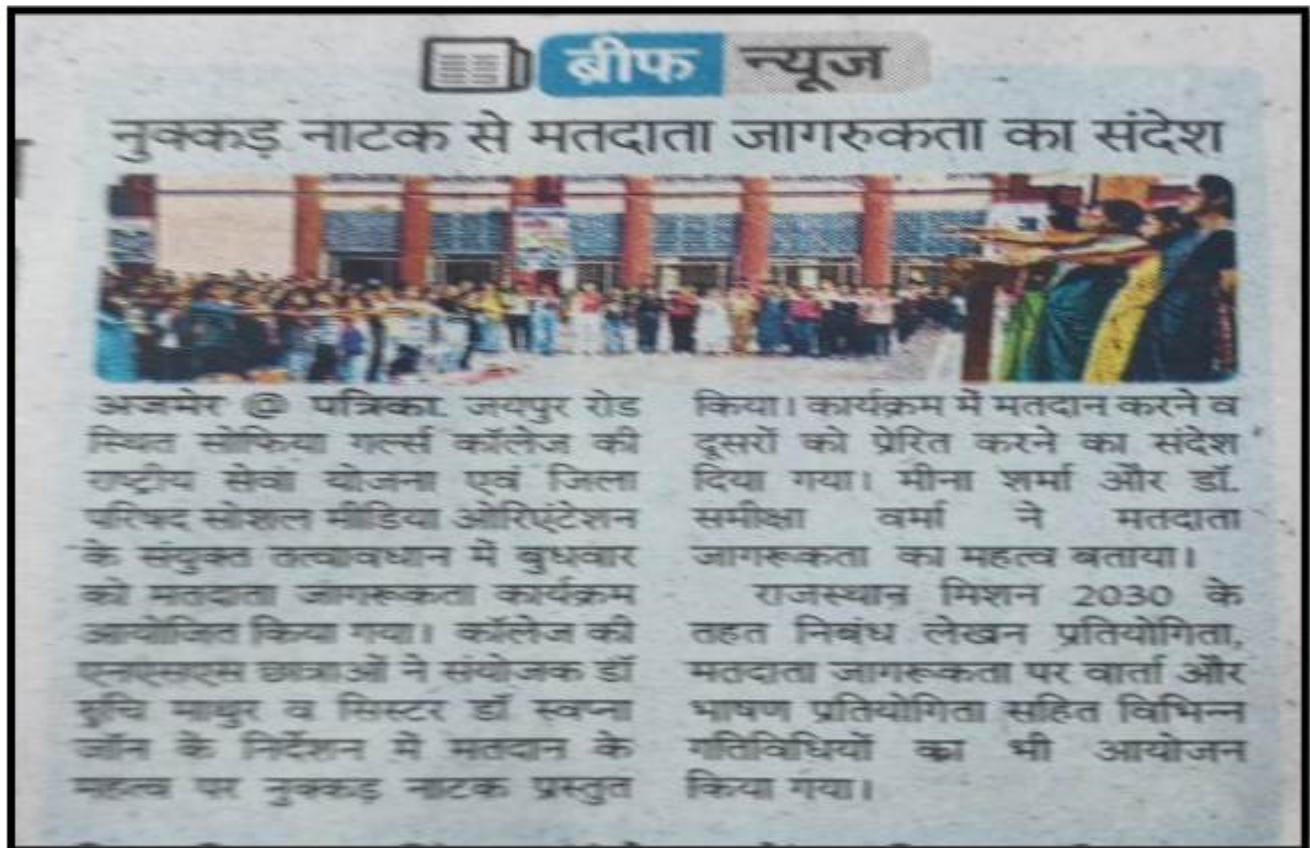 ब्रीफ न्यूज
नुक्कड़ नाटक से मतदाता जागरुकता का संदेश
अजमेर @ पत्रिका. जयपुर रोड
स्थित सोफिया गर्ल्स कॉलेज की
राष्ट्रीय सेवा योजना एवं जिला
परिषद सोशल मीडिया ओरिएंटेशन
के संयुक्त तत्वावधान में बुधवार
को मतदाता जागरूकता कार्यक्रम
आयोजित किया गया। कॉलेज की
एनएसएस छात्राओं ने संयोजक डॉ
शुचि माथुर व सिस्टर डॉ स्वप्ना
जॉन के निर्देशन में मतदान के
महत्व पर नुक्कड़ नाटक प्रस्तुत
किया। कार्यक्रम में मतदान करने व
दूसरों को प्रेरित करने का संदेश
दिया गया। मीना शर्मा और डॉ.
समीक्षा वर्मा ने मतदाता
जागरूकता का महत्व बताया।
राजस्थान मिशन 2030 के
तहत निबंध लेखन प्रतियोगिता,
मतदाता जागरूकता पर वार्ता और
भाषण प्रतियोगिता सहित विभिन्न
गतिविधियों का भी आयोजन
किया गया।